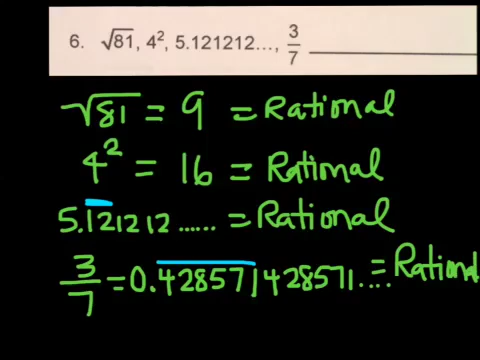 6. √81, 4², 5.121212..., 3/7
√81 = 9 = Rational
4² = 16 = Rational
5.121212...... = Rational
3/7 = 0.428571428571.... = Rational